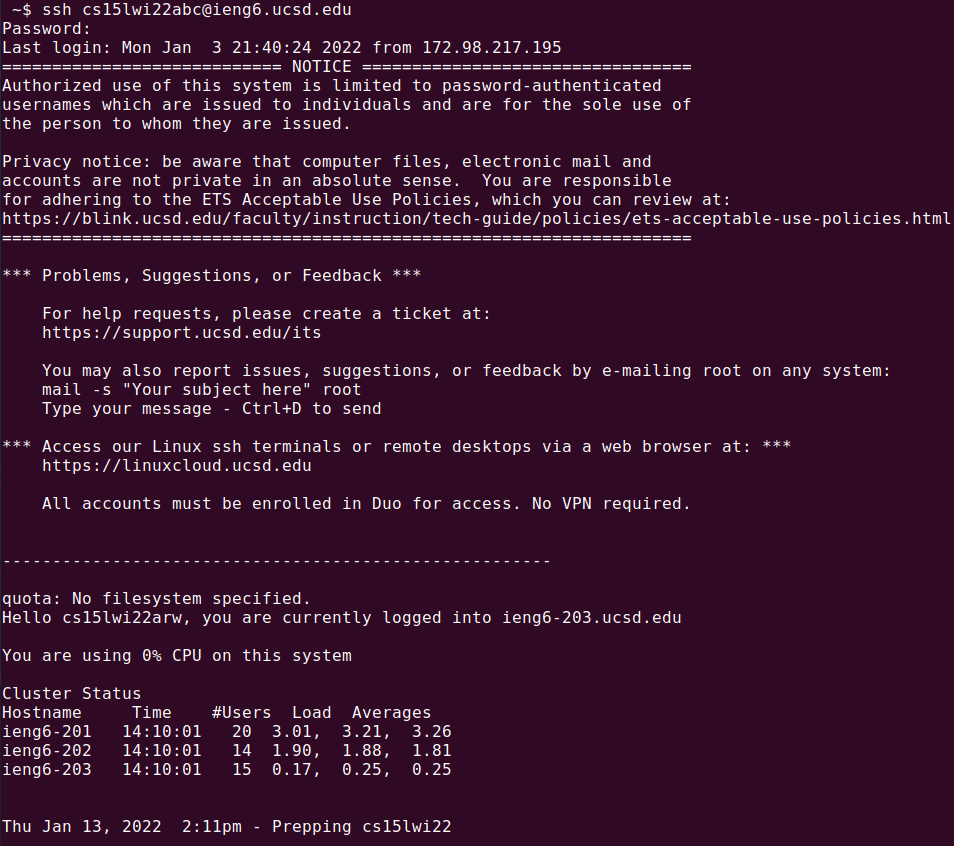 ~$ ssh cs15lwi22abc@ieng6.ucsd.edu
Password:
Last login: Mon Jan  3 21:40:24 2022 from 172.98.217.195
============================ NOTICE =================================
Authorized use of this system is limited to password-authenticated
usernames which are issued to individuals and are for the sole use of
the person to whom they are issued.

Privacy notice: be aware that computer files, electronic mail and
accounts are not private in an absolute sense.  You are responsible
for adhering to the ETS Acceptable Use Policies, which you can review at:
https://blink.ucsd.edu/faculty/instruction/tech-guide/policies/ets-acceptable-use-policies.html
=====================================================================

*** Problems, Suggestions, or Feedback ***

    For help requests, please create a ticket at:
    https://support.ucsd.edu/its

    You may also report issues, suggestions, or feedback by e-mailing root on any system:
    mail -s "Your subject here" root
    Type your message - Ctrl+D to send

*** Access our Linux ssh terminals or remote desktops via a web browser at: ***
    https://linuxcloud.ucsd.edu

    All accounts must be enrolled in Duo for access. No VPN required.


-------------------------------------------------------

quota: No filesystem specified.
Hello cs15lwi22arw, you are currently logged into ieng6-203.ucsd.edu

You are using 0% CPU on this system

Cluster Status
Hostname     Time    #Users  Load  Averages
ieng6-201   14:10:01   20  3.01,  3.21,  3.26
ieng6-202   14:10:01   14  1.90,  1.88,  1.81
ieng6-203   14:10:01   15  0.17,  0.25,  0.25


Thu Jan 13, 2022  2:11pm - Prepping cs15lwi22